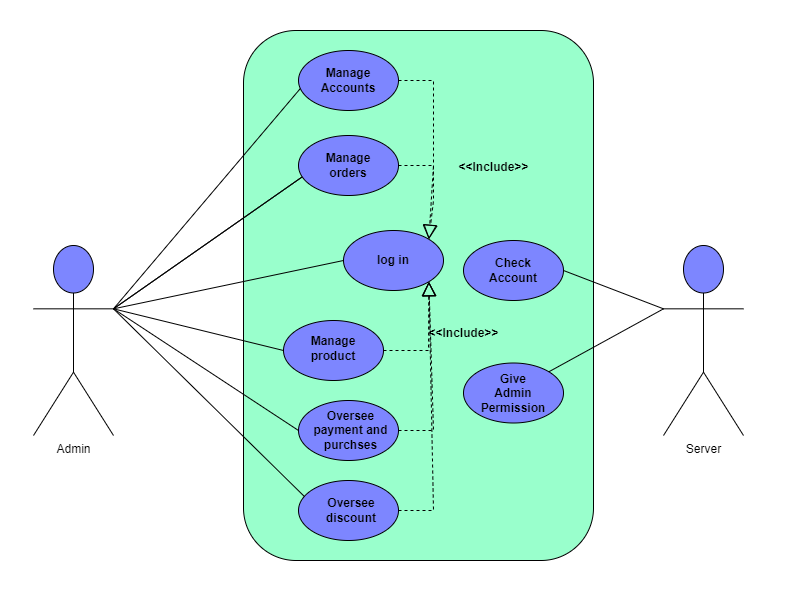 Manage
Accounts
Manage
orders
<<Include>>
log in
Check
Account
<<Include>>
Manage
product
Give
Admin
Permission
Oversee
payment and
purchses
Admin
Server
Oversee
discount